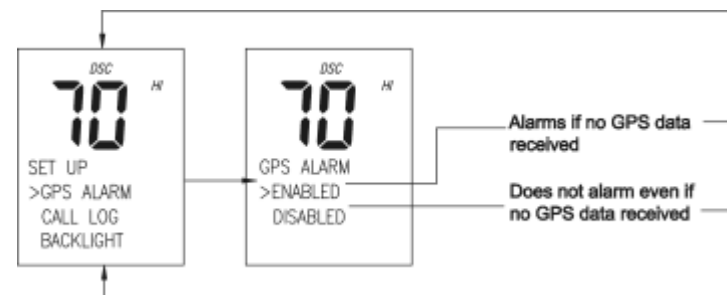 DSC
HI
70
SET UP
>GPS ALARM
CALL LOG
BACKLIGHT
DSC
HI
70
GPS ALARM
>ENABLED
DISABLED
Alarms if no GPS data
received
Does not alarm even if
no GPS data received